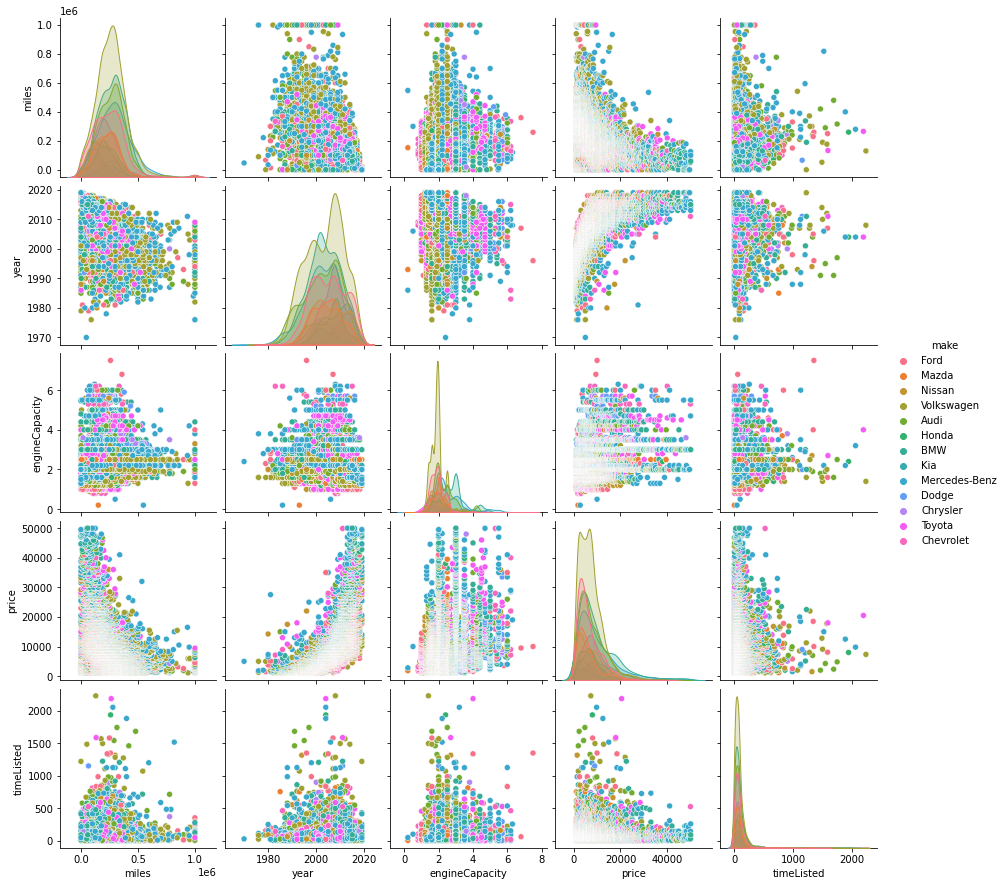 1e6
1.0
0.8
0.6
0.4
0.2
0.0
miles
2020
2010
2000
1990
1980
1970
year
6
4
2
0
engineCapacity
50000
40000
30000
20000
10000
0
price
2000
1500
1000
500
0
timeListed
0.0 0.5 1.0
1e6
miles
1980 2000 2020
year
0 2 4 6 8
engineCapacity
0 20000 40000
price
0 1000 2000
timeListed
make
Ford
Mazda
Nissan
Volkswagen
Audi
Honda
BMW
Kia
Mercedes-Benz
Dodge
Chrysler
Toyota
Chevrolet